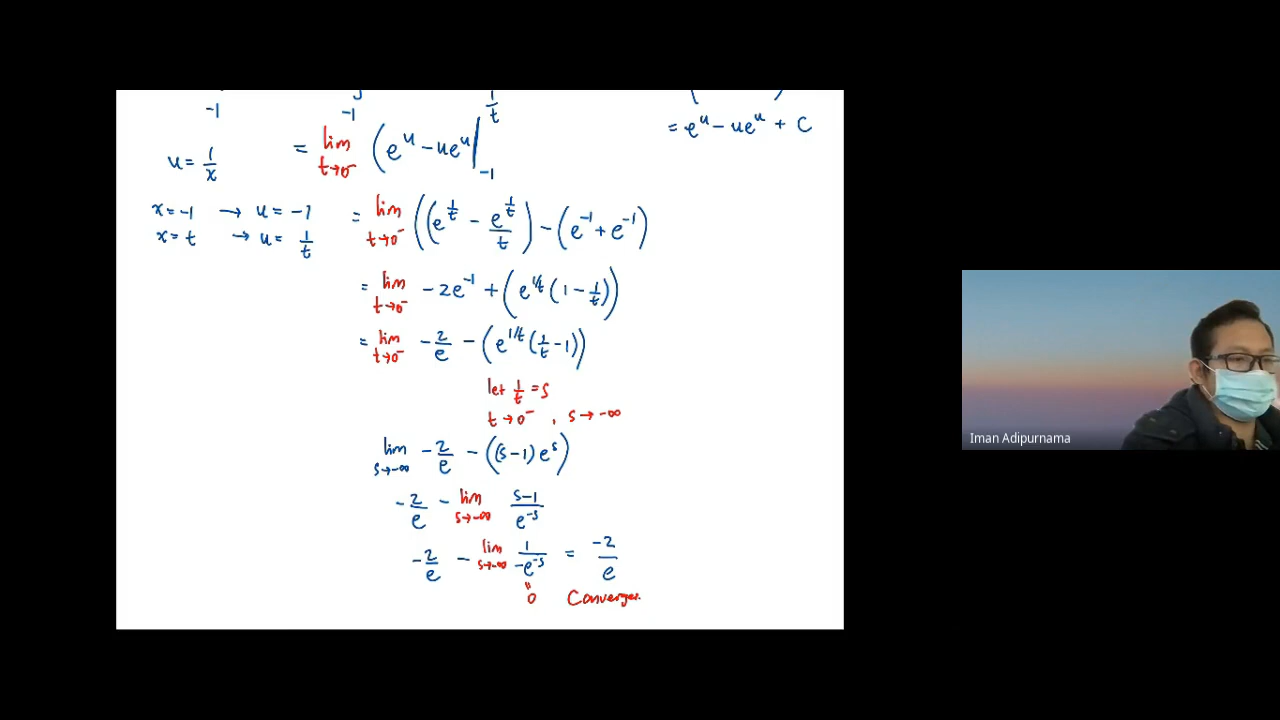 -1
-1
1/t
= e^u - ue^u + C
= lim t→0⁻ (e^u - ue^u |_{-1}
u = 1/x
x = -1 → u = -1
= lim t→0⁻ ((e^{1/t} - e^{1/t}/t) - (e^{-1} + e^{-1})
x = t → u = 1/t
= lim t→0⁻ -2e^{-1} + (e^{1/t}(1 - 1/t))
= lim t→0⁻ -2/e - (e^{1/t}(1/t - 1))
let 1/t = s
t→0⁻, s→-∞
lim s→-∞ -2/e - ((s-1)e^s)
-2/e - lim s→-∞ (s-1)/e^{-s}
-2/e - lim s→-∞ 1/(-e^{-s}) = -2/e
" 0 Converges.
Iman Adipurnama